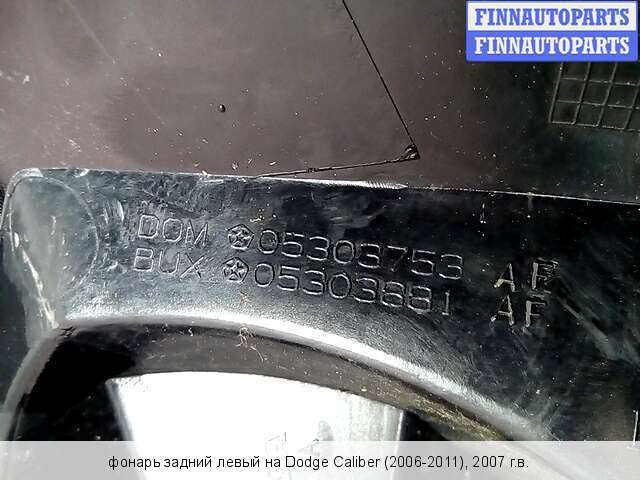 FINNAUTOPARTS
FINNAUTOPARTS
DOM 05303753 AF
BUX 05303881 AF
фонарь задний левый на Dodge Caliber (2006-2011), 2007 г.в.